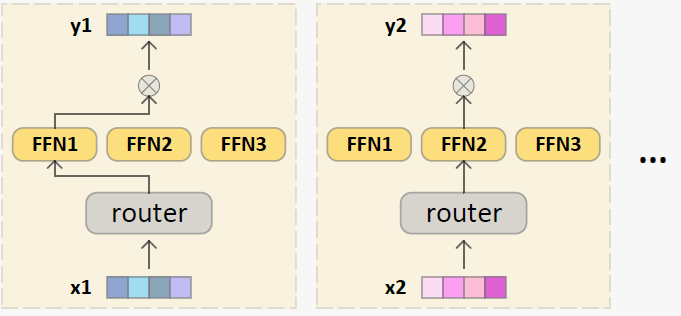 y1
y2
FFN1 FFN2 FFN3
FFN1 FFN2 FFN3
...
router
router
x1
x2